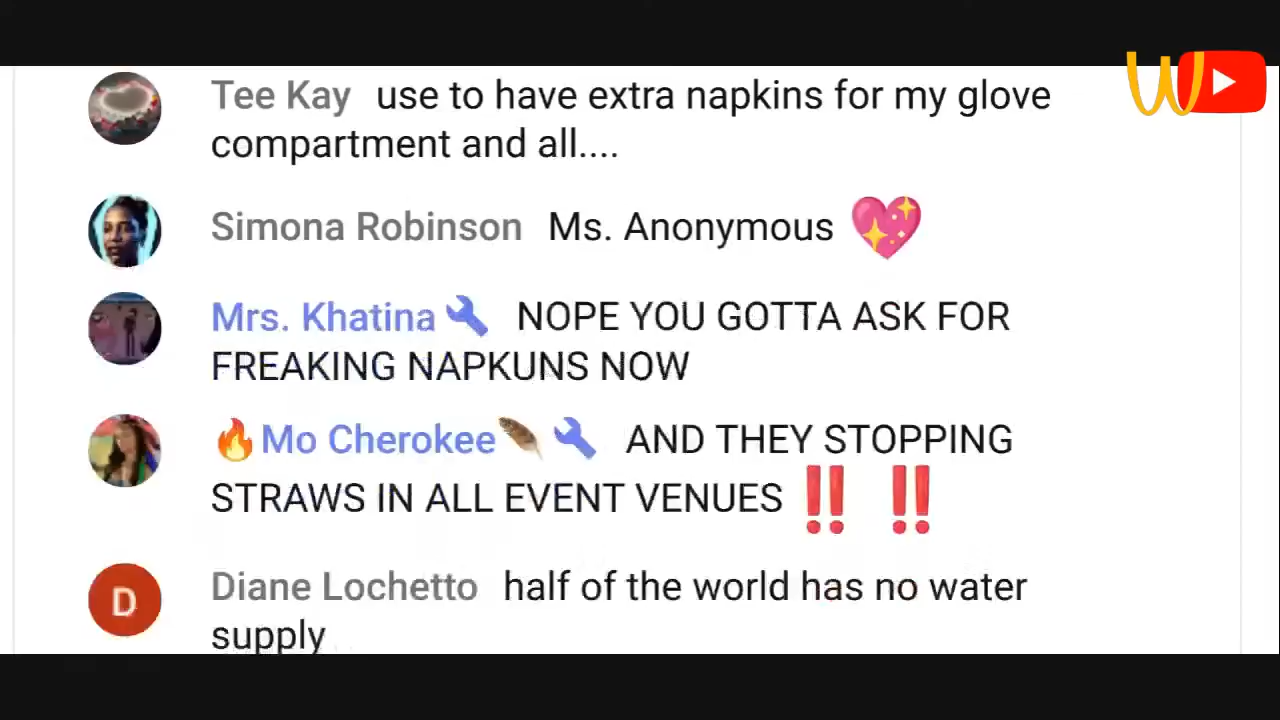 Tee Kay use to have extra napkins for my glove
compartment and all....
Simona Robinson Ms. Anonymous 💖
Mrs. Khatina🔧 NOPE YOU GOTTA ASK FOR
FREAKING NAPKUNS NOW
🔥Mo Cherokee🪶🔧 AND THEY STOPPING
STRAWS IN ALL EVENT VENUES ‼️ ‼️
D Diane Lochetto half of the world has no water
supply
W